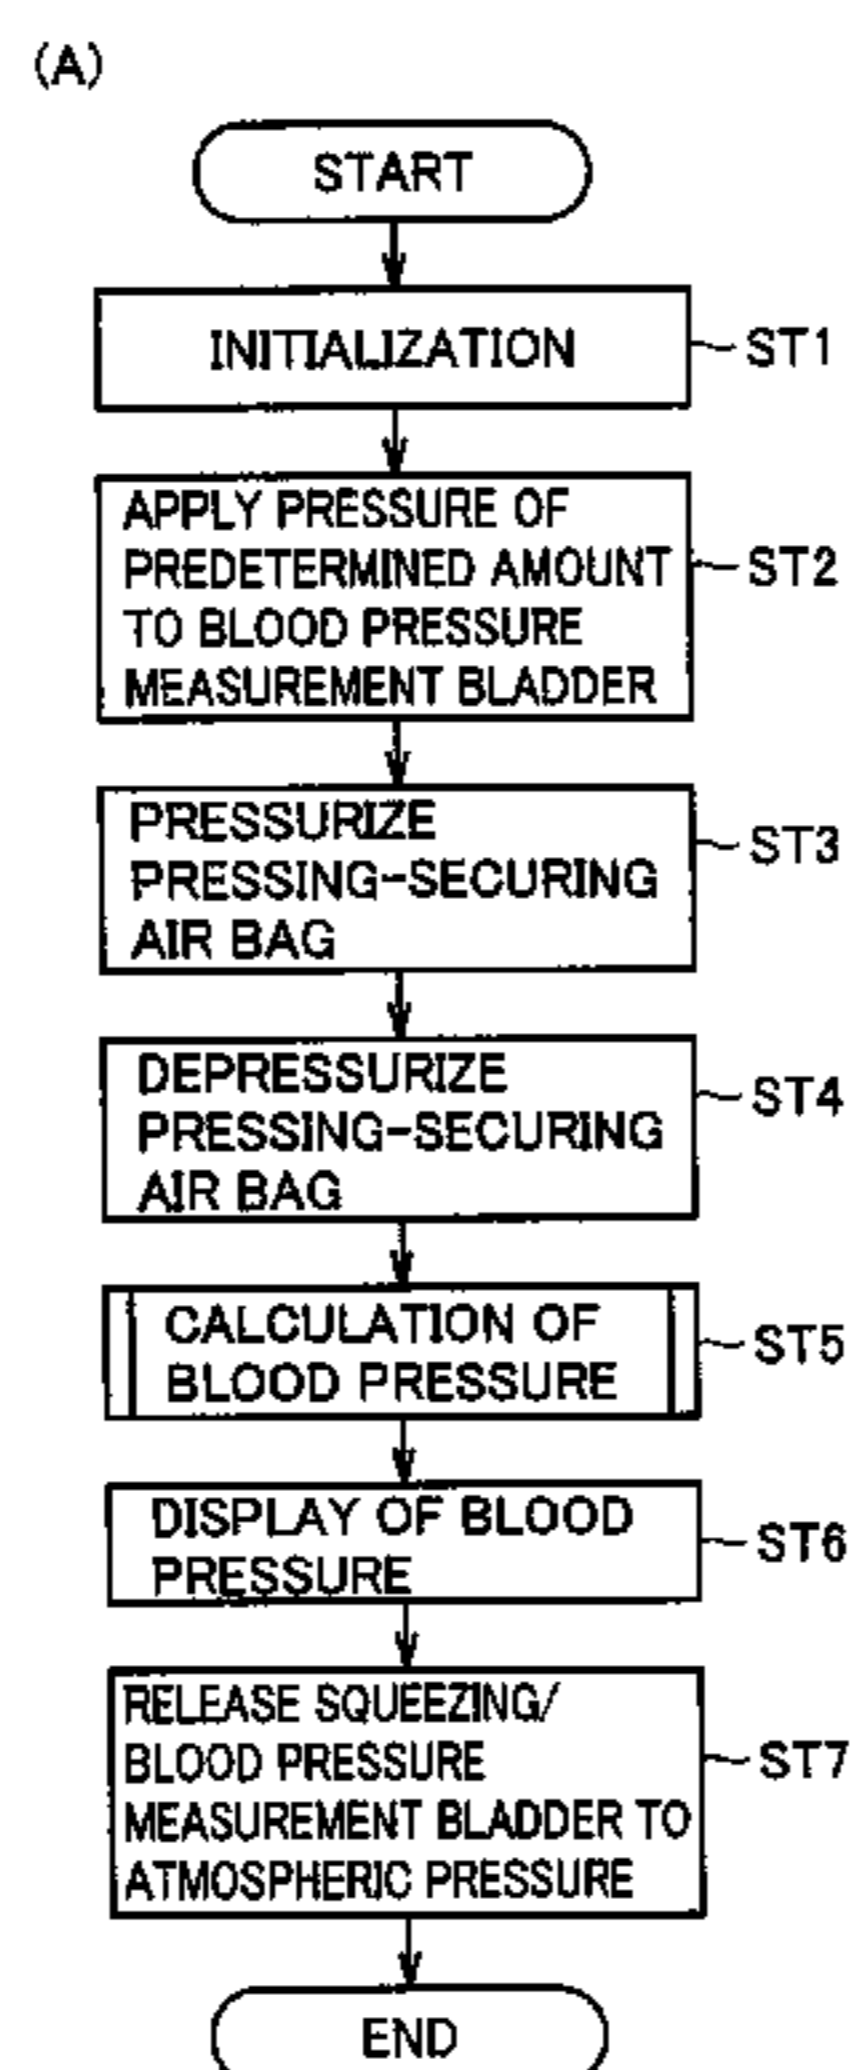 (A)
START
INITIALIZATION
ST1
APPLY PRESSURE OF
PREDETERMINED AMOUNT
TO BLOOD PRESSURE
MEASUREMENT BLADDER
ST2
PRESSURIZE
PRESSING-SECURING
AIR BAG
ST3
DEPRESSURIZE
PRESSING-SECURING
AIR BAG
ST4
CALCULATION OF
BLOOD PRESSURE
ST5
DISPLAY OF BLOOD
PRESSURE
ST6
RELEASE SQUEEZING/
BLOOD PRESSURE
MEASUREMENT BLADDER TO
ATMOSPHERIC PRESSURE
ST7
END